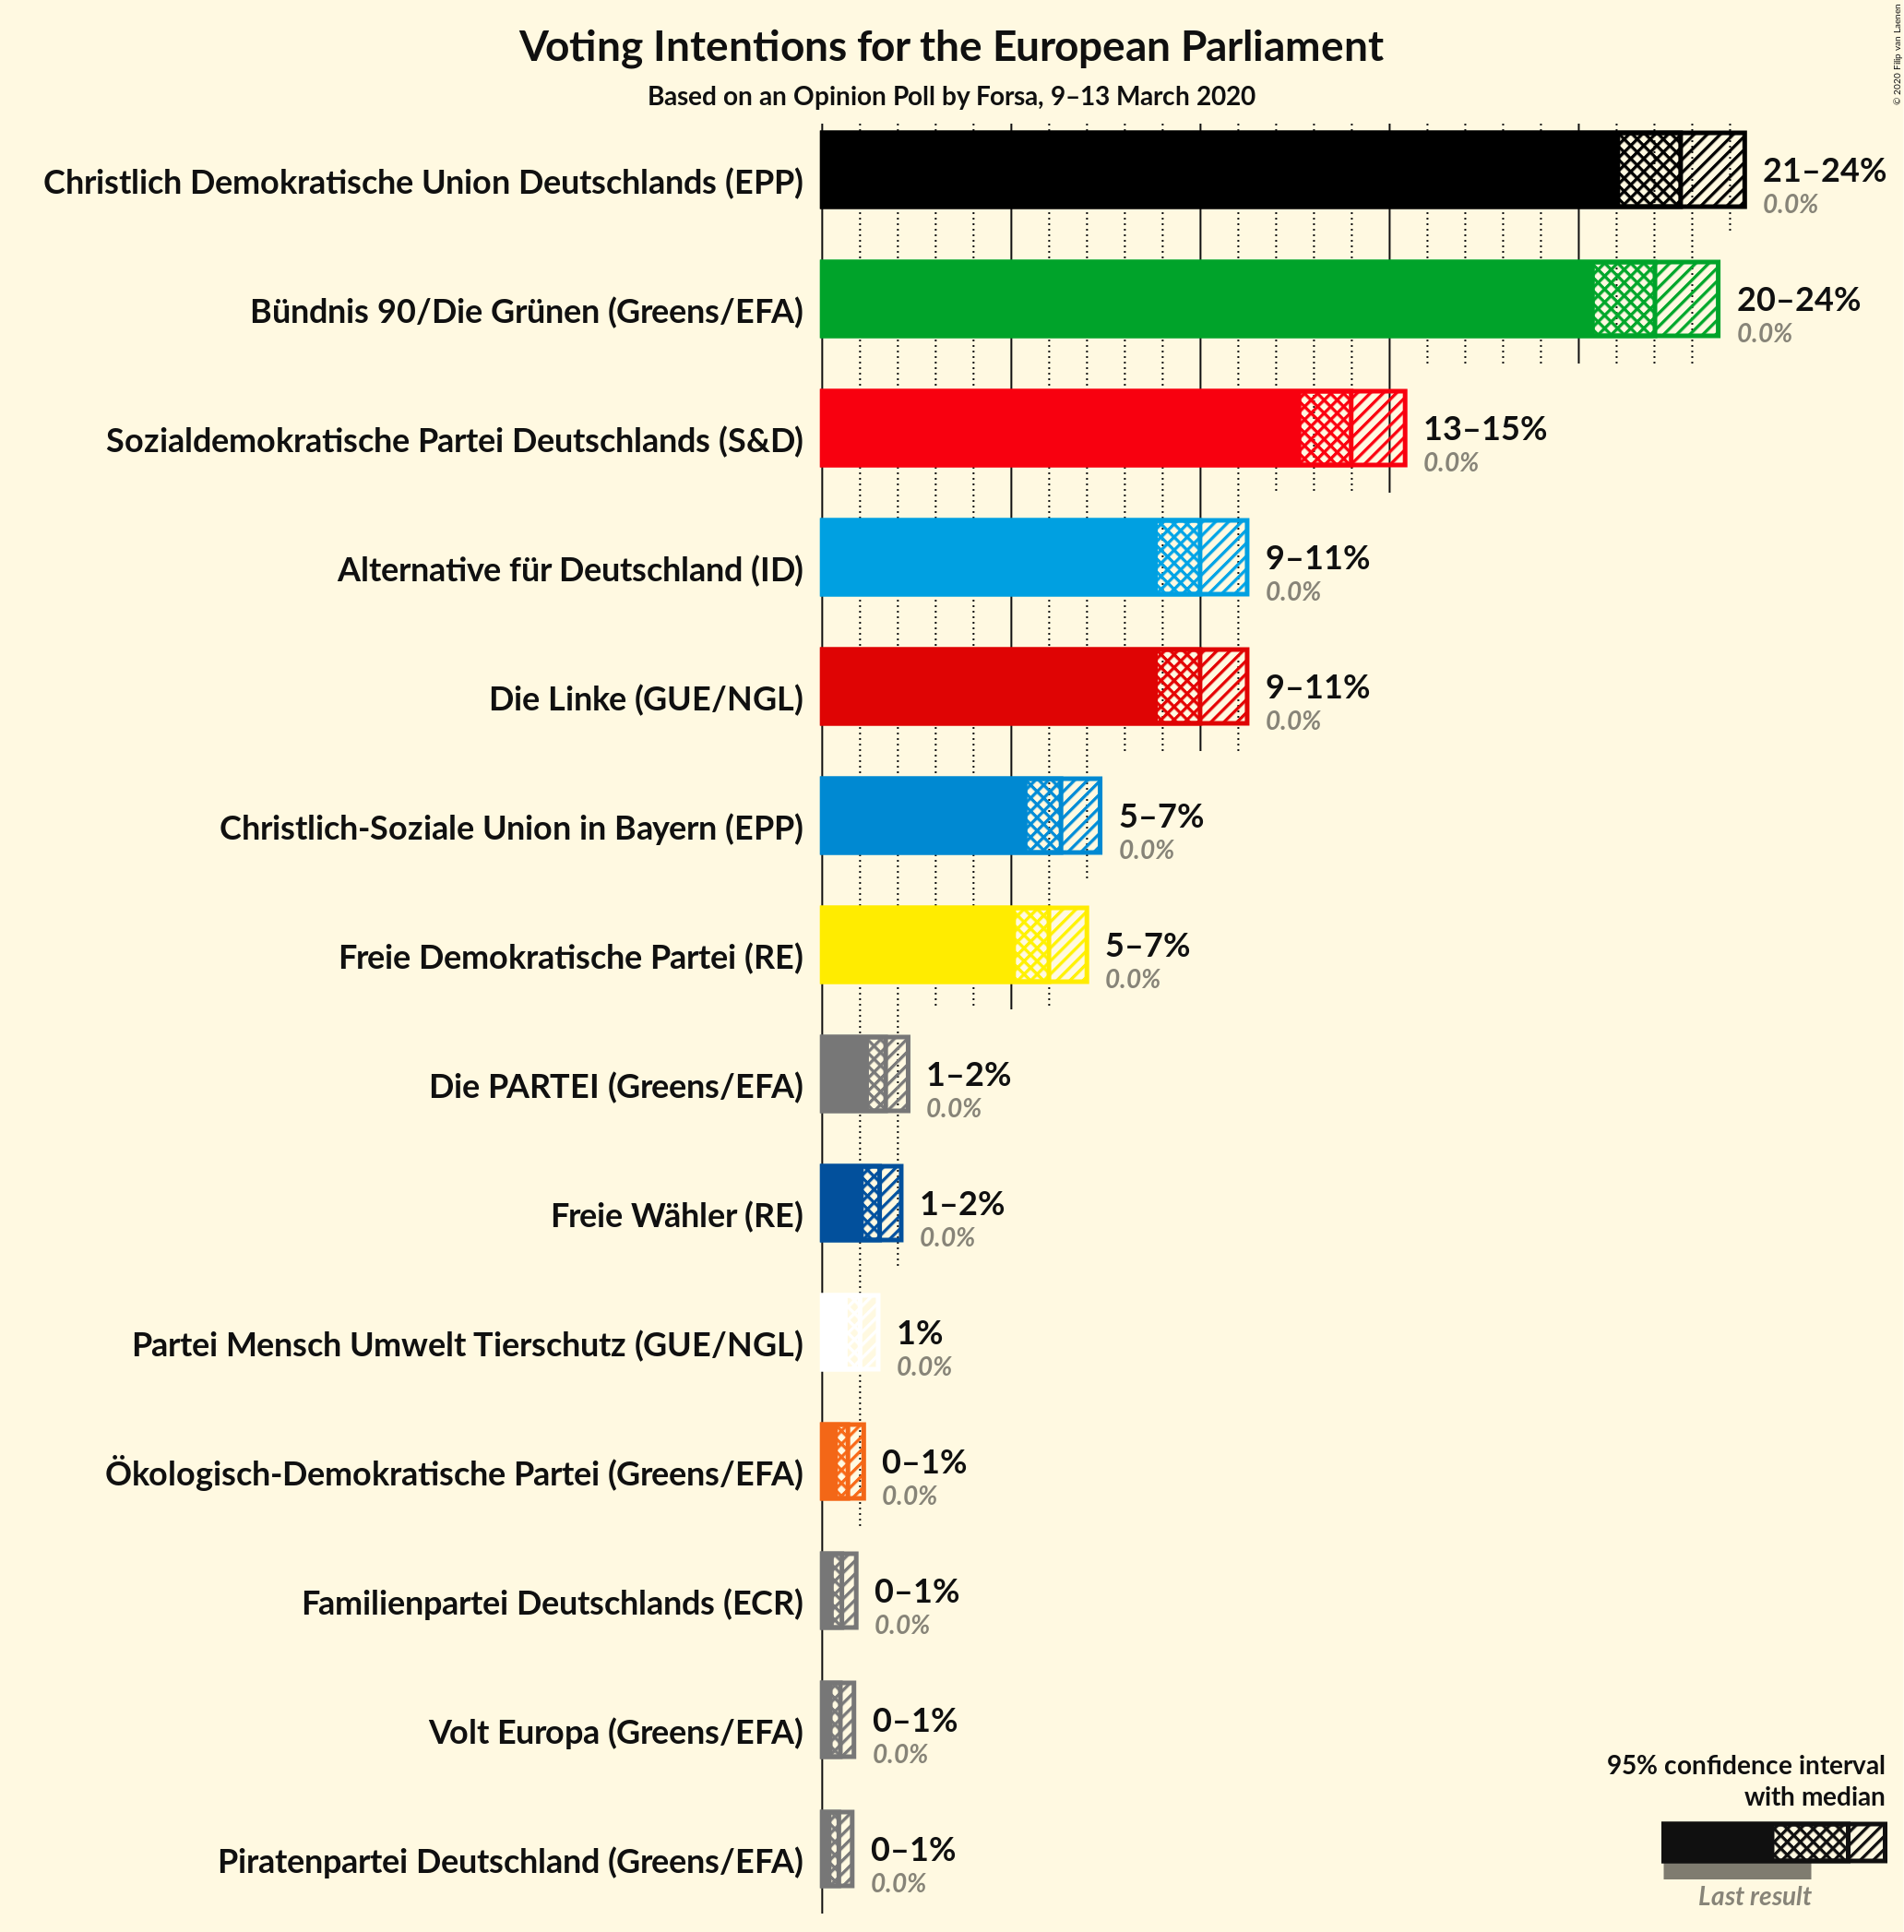 Voting Intentions for the European Parliament
Based on an Opinion Poll by Forsa, 9–13 March 2020
© 2020 Filip van Laenen
Christlich Demokratische Union Deutschlands (EPP)
21–24%
0.0%
Bündnis 90/Die Grünen (Greens/EFA)
20–24%
0.0%
Sozialdemokratische Partei Deutschlands (S&D)
13–15%
0.0%
Alternative für Deutschland (ID)
9–11%
0.0%
Die Linke (GUE/NGL)
9–11%
0.0%
Christlich-Soziale Union in Bayern (EPP)
5–7%
0.0%
Freie Demokratische Partei (RE)
5–7%
0.0%
Die PARTEI (Greens/EFA)
1–2%
0.0%
Freie Wähler (RE)
1–2%
0.0%
Partei Mensch Umwelt Tierschutz (GUE/NGL)
1%
0.0%
Ökologisch-Demokratische Partei (Greens/EFA)
0–1%
0.0%
Familienpartei Deutschlands (ECR)
0–1%
0.0%
Volt Europa (Greens/EFA)
0–1%
0.0%
Piratenpartei Deutschland (Greens/EFA)
0–1%
0.0%
95% confidence interval
with median
Last result